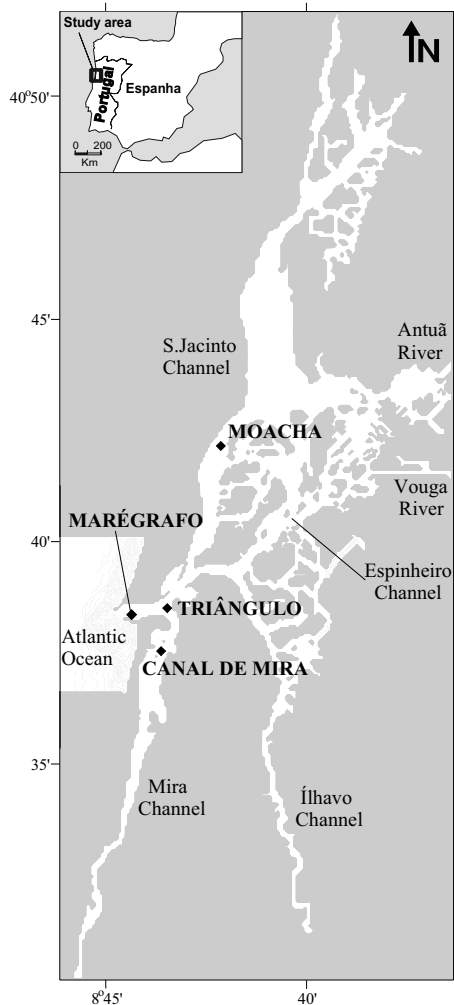 Study area
Portugal
Espanha
0 200
Km
N
40°50'
45'
S.Jacinto
Channel
Antuã
River
MOACHA
Vouga
River
MARÉGRAFO
40'
Espinheiro
Channel
TRIÂNGULO
Atlantic
Ocean
CANAL DE MIRA
35'
Mira
Channel
Ílhavo
Channel
8°45'
40'